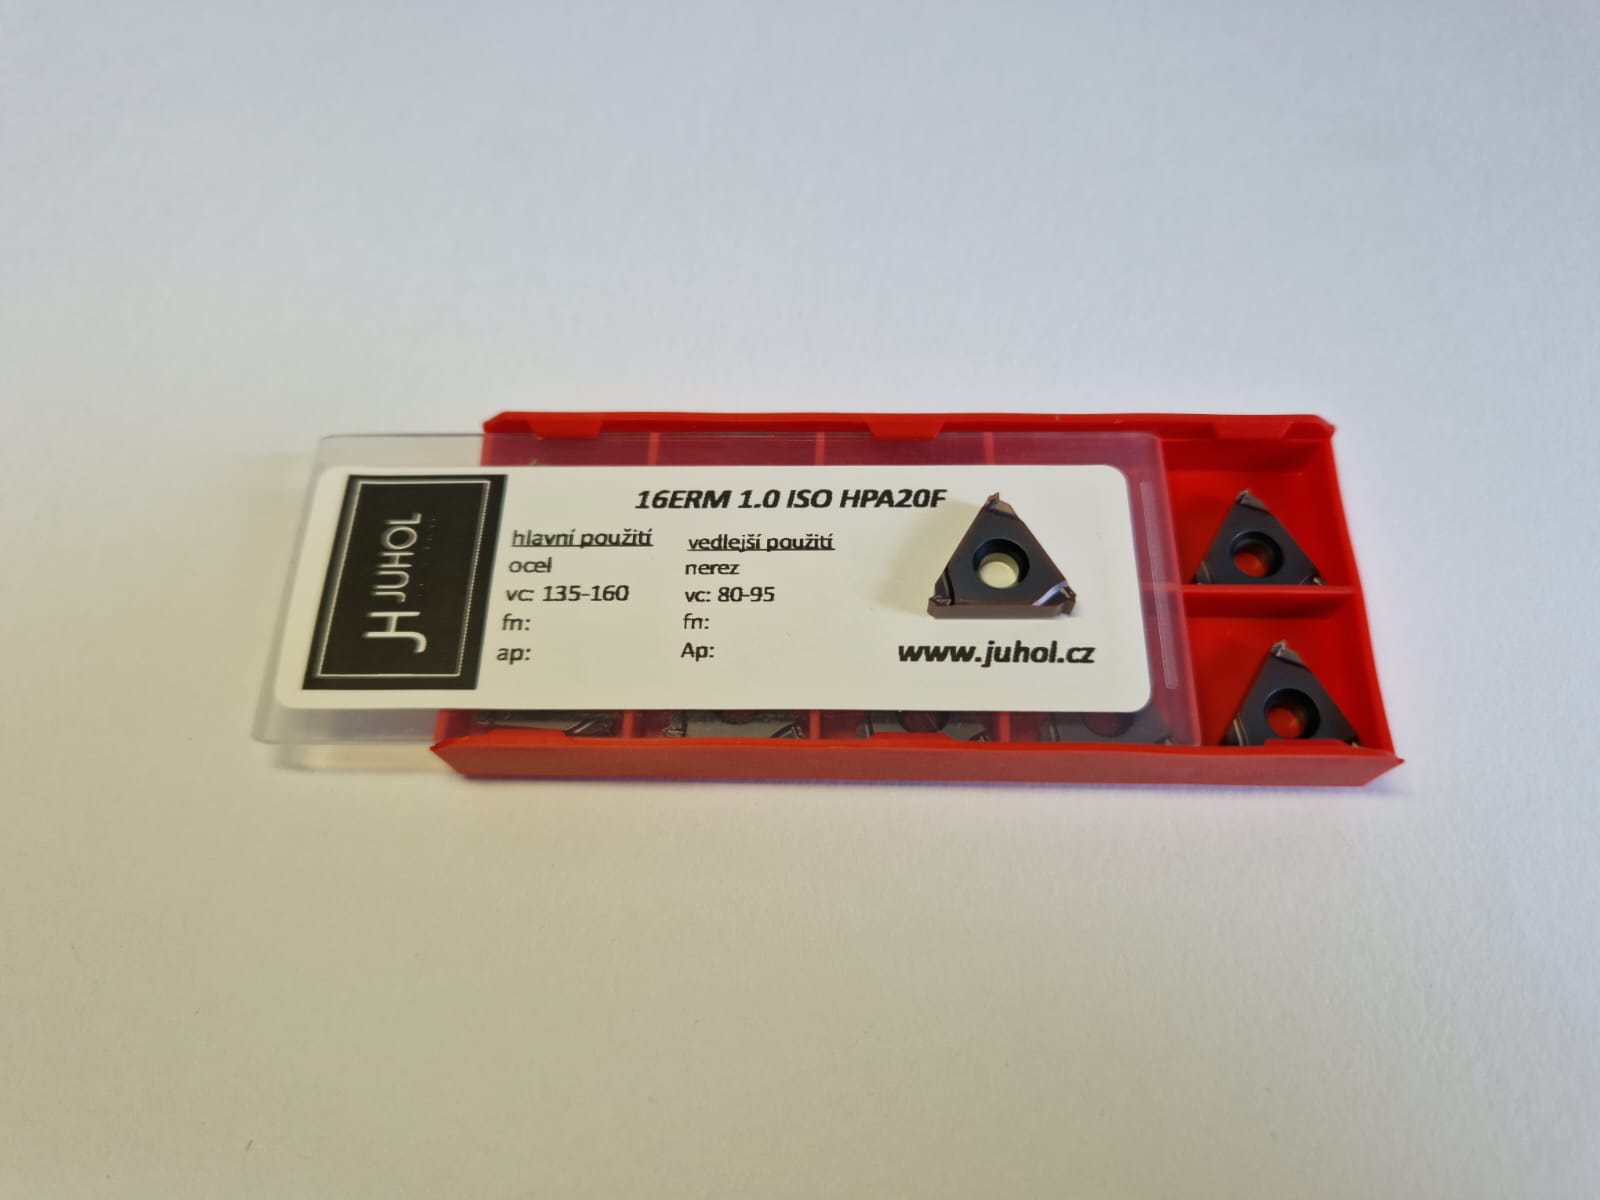 JUHOL
16ERM 1.0 ISO HPA20F
hlavní použití
ocel
vc: 135-160
fn:
ap:
vedlejší použití
nerez
vc: 80-95
fn:
Ap:
www.juhol.cz